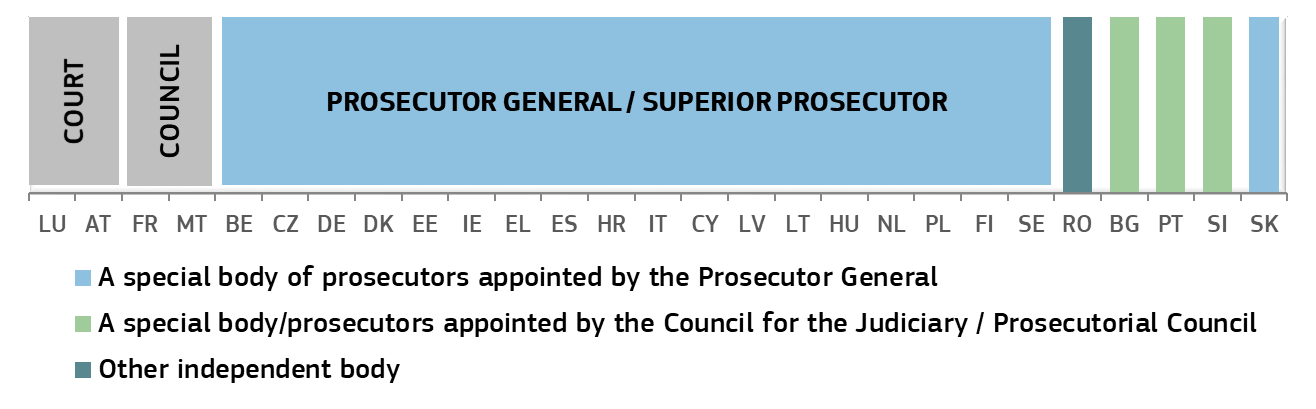 COURT
COUNCIL
PROSECUTOR GENERAL / SUPERIOR PROSECUTOR
LU AT FR MT BE CZ DE DK EE IE EL ES HR IT CY LV LT HU NL PL FI SE RO BG PT SI SK
A special body of prosecutors appointed by the Prosecutor General
A special body/prosecutors appointed by the Council for the Judiciary / Prosecutorial Council
Other independent body